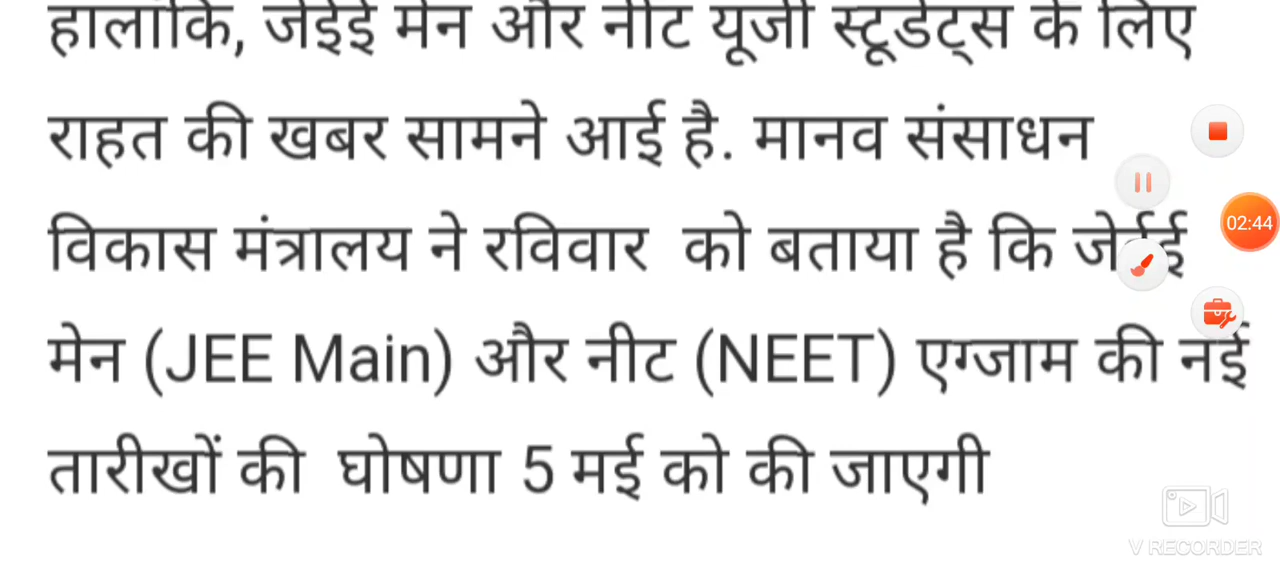 हालांकि, जेईई मेन और नीट यूजी स्टूडेंट्स के लिए
राहत की खबर सामने आई है. मानव संसाधन
विकास मंत्रालय ने रविवार को बताया है कि जेईई
02:44
मेन (JEE Main) और नीट (NEET) एग्जाम की नई
तारीखों की घोषणा 5 मई को की जाएगी
V RECORDER